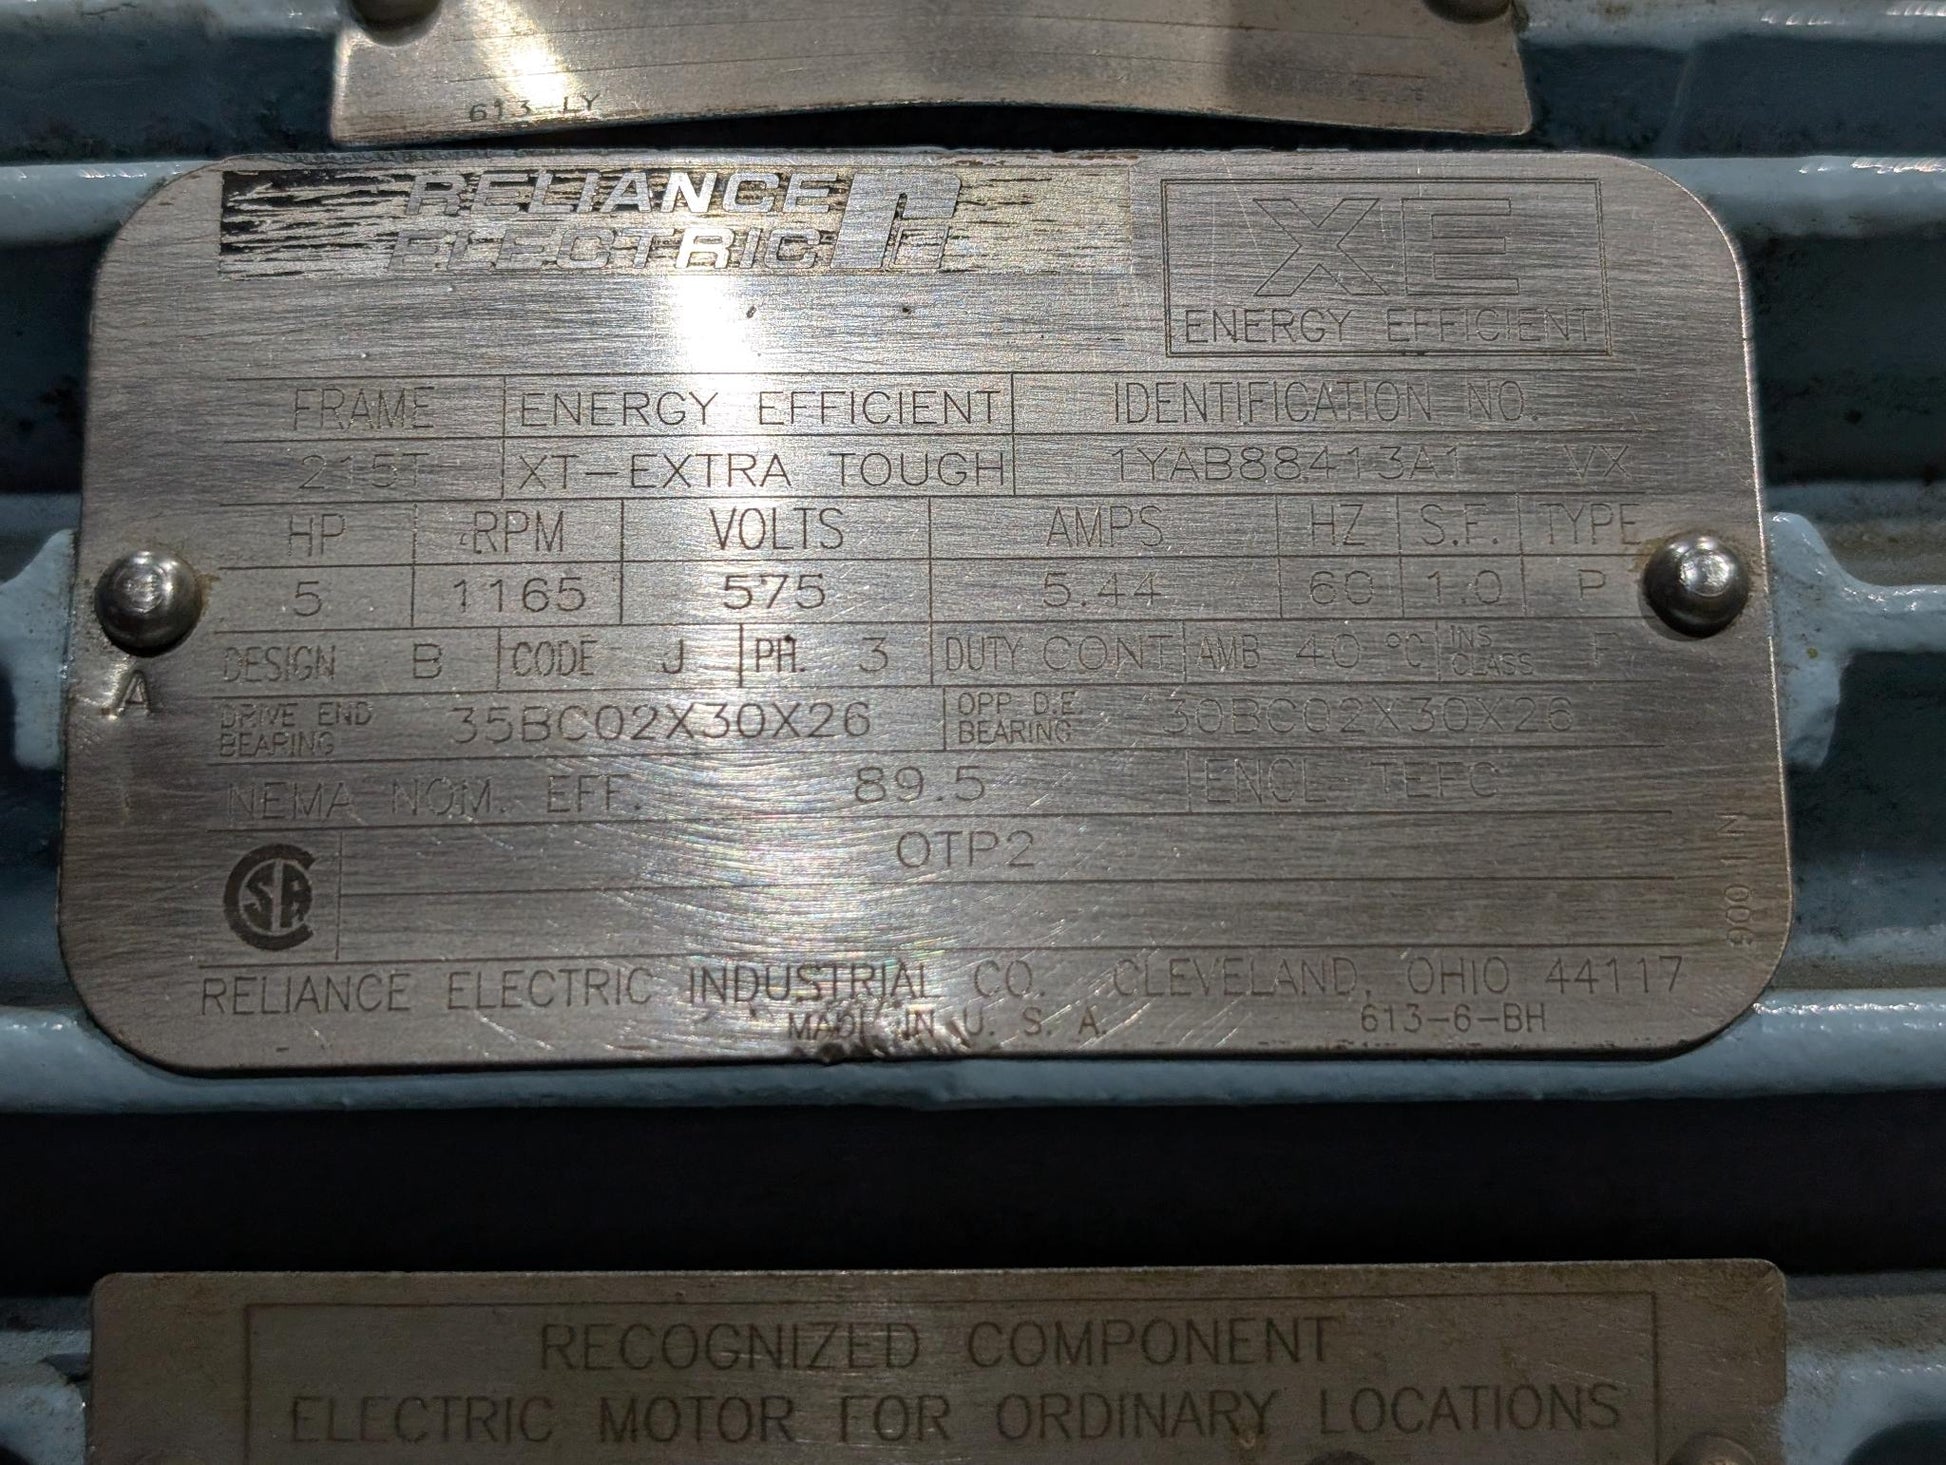 613 LY
RELIANCE
ELECTRIC
XE
ENERGY EFFICIENT
FRAME ENERGY EFFICIENT IDENTIFICATION NO.
215T XT-EXTRA TOUGH 1YAB88413A1 VX
HP RPM VOLTS AMPS HZ S.F. TYPE
5 1165 575 5.44 60 1.0 P
DESIGN B CODE J PH. 3 DUTY CONT AMB 40 °C INS CLASS F
DRIVE END BEARING 35BC02X30X26 OPP D.E. BEARING 30BC02X30X26
NEMA NOM. EFF. 89.5 ENCL TEFC
OTP2
RELIANCE ELECTRIC INDUSTRIAL CO. CLEVELAND, OHIO 44117
MADE IN U. S. A. 613-6-BH
A
RECOGNIZED COMPONENT
ELECTRIC MOTOR FOR ORDINARY LOCATIONS